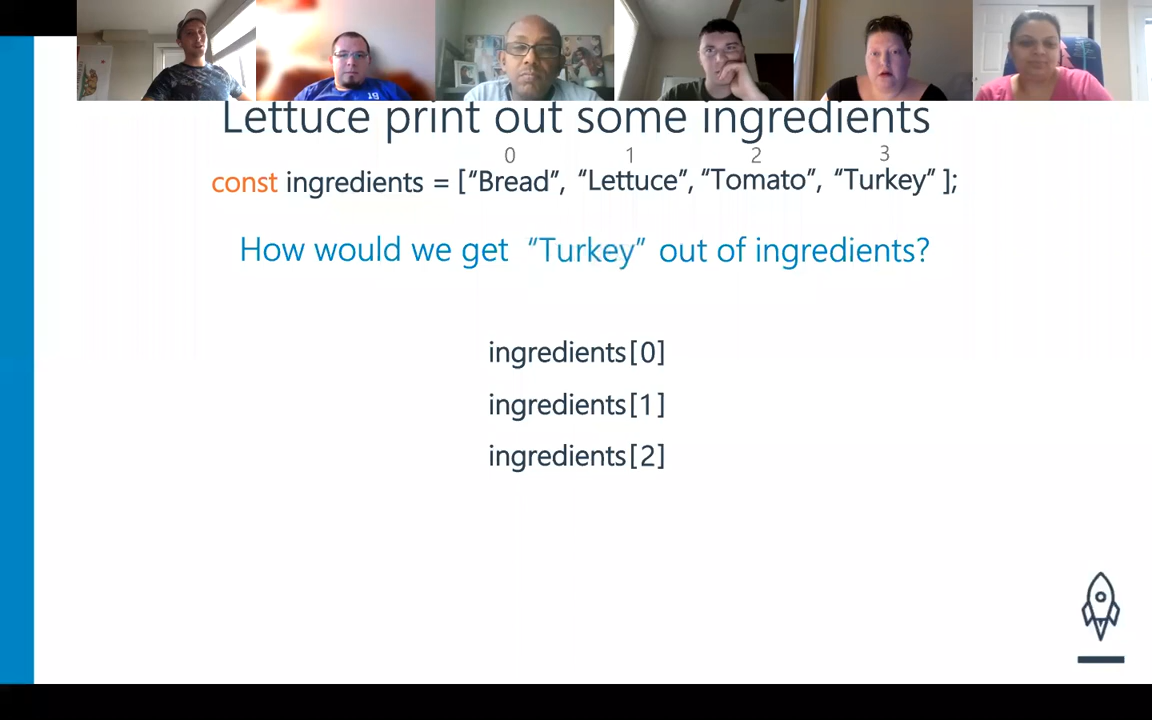 Lettuce print out some ingredients
0 1 2 3
const ingredients = [“Bread”, “Lettuce”, “Tomato”, “Turkey” ];
How would we get “Turkey” out of ingredients?
ingredients[0]
ingredients[1]
ingredients[2]